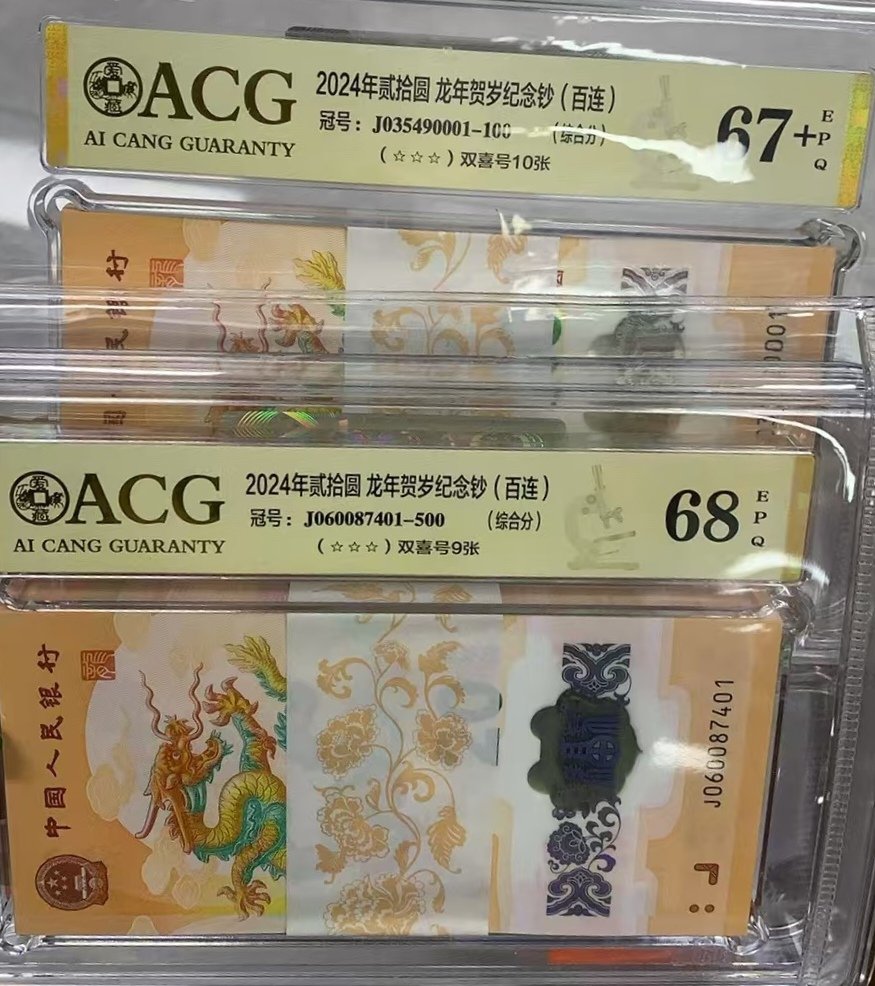 ACG
AI CANG GUARANTY
2024年贰拾圆 龙年贺岁纪念钞（百连）
冠号：J035490001-100 （综合分）
（☆☆☆）双喜号10张
67+
EPQ
行
0001
ACG
AI CANG GUARANTY
2024年贰拾圆 龙年贺岁纪念钞（百连）
冠号：J060087401-500 （综合分）
（☆☆☆）双喜号9张
68
EPQ
中国人民银行
J060087401